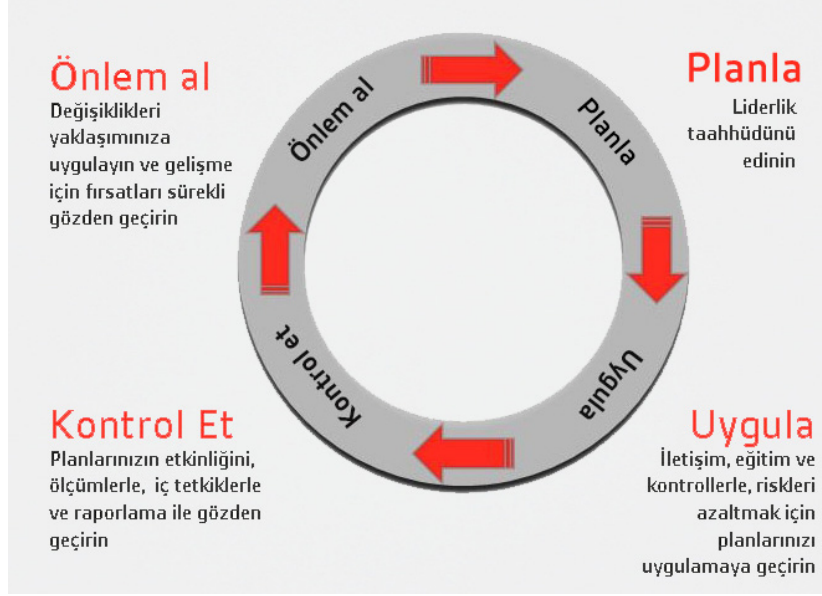 Önlem al
Değişiklikleri
yaklaşımınıza
uygulayın ve gelişme
için fırsatları sürekli
gözden geçirin
Planla
Liderlik
taahhüdünü
edinin
Önlem al
Planla
Uygula
Kontrol et
Kontrol Et
Planlarınızın etkinliğini,
ölçümlerle, iç tetkiklerle
ve raporlama ile gözden
geçirin
Uygula
İletişim, eğitim ve
kontrollerle, riskleri
azaltmak için
planlarınızı
uygulamaya geçirin